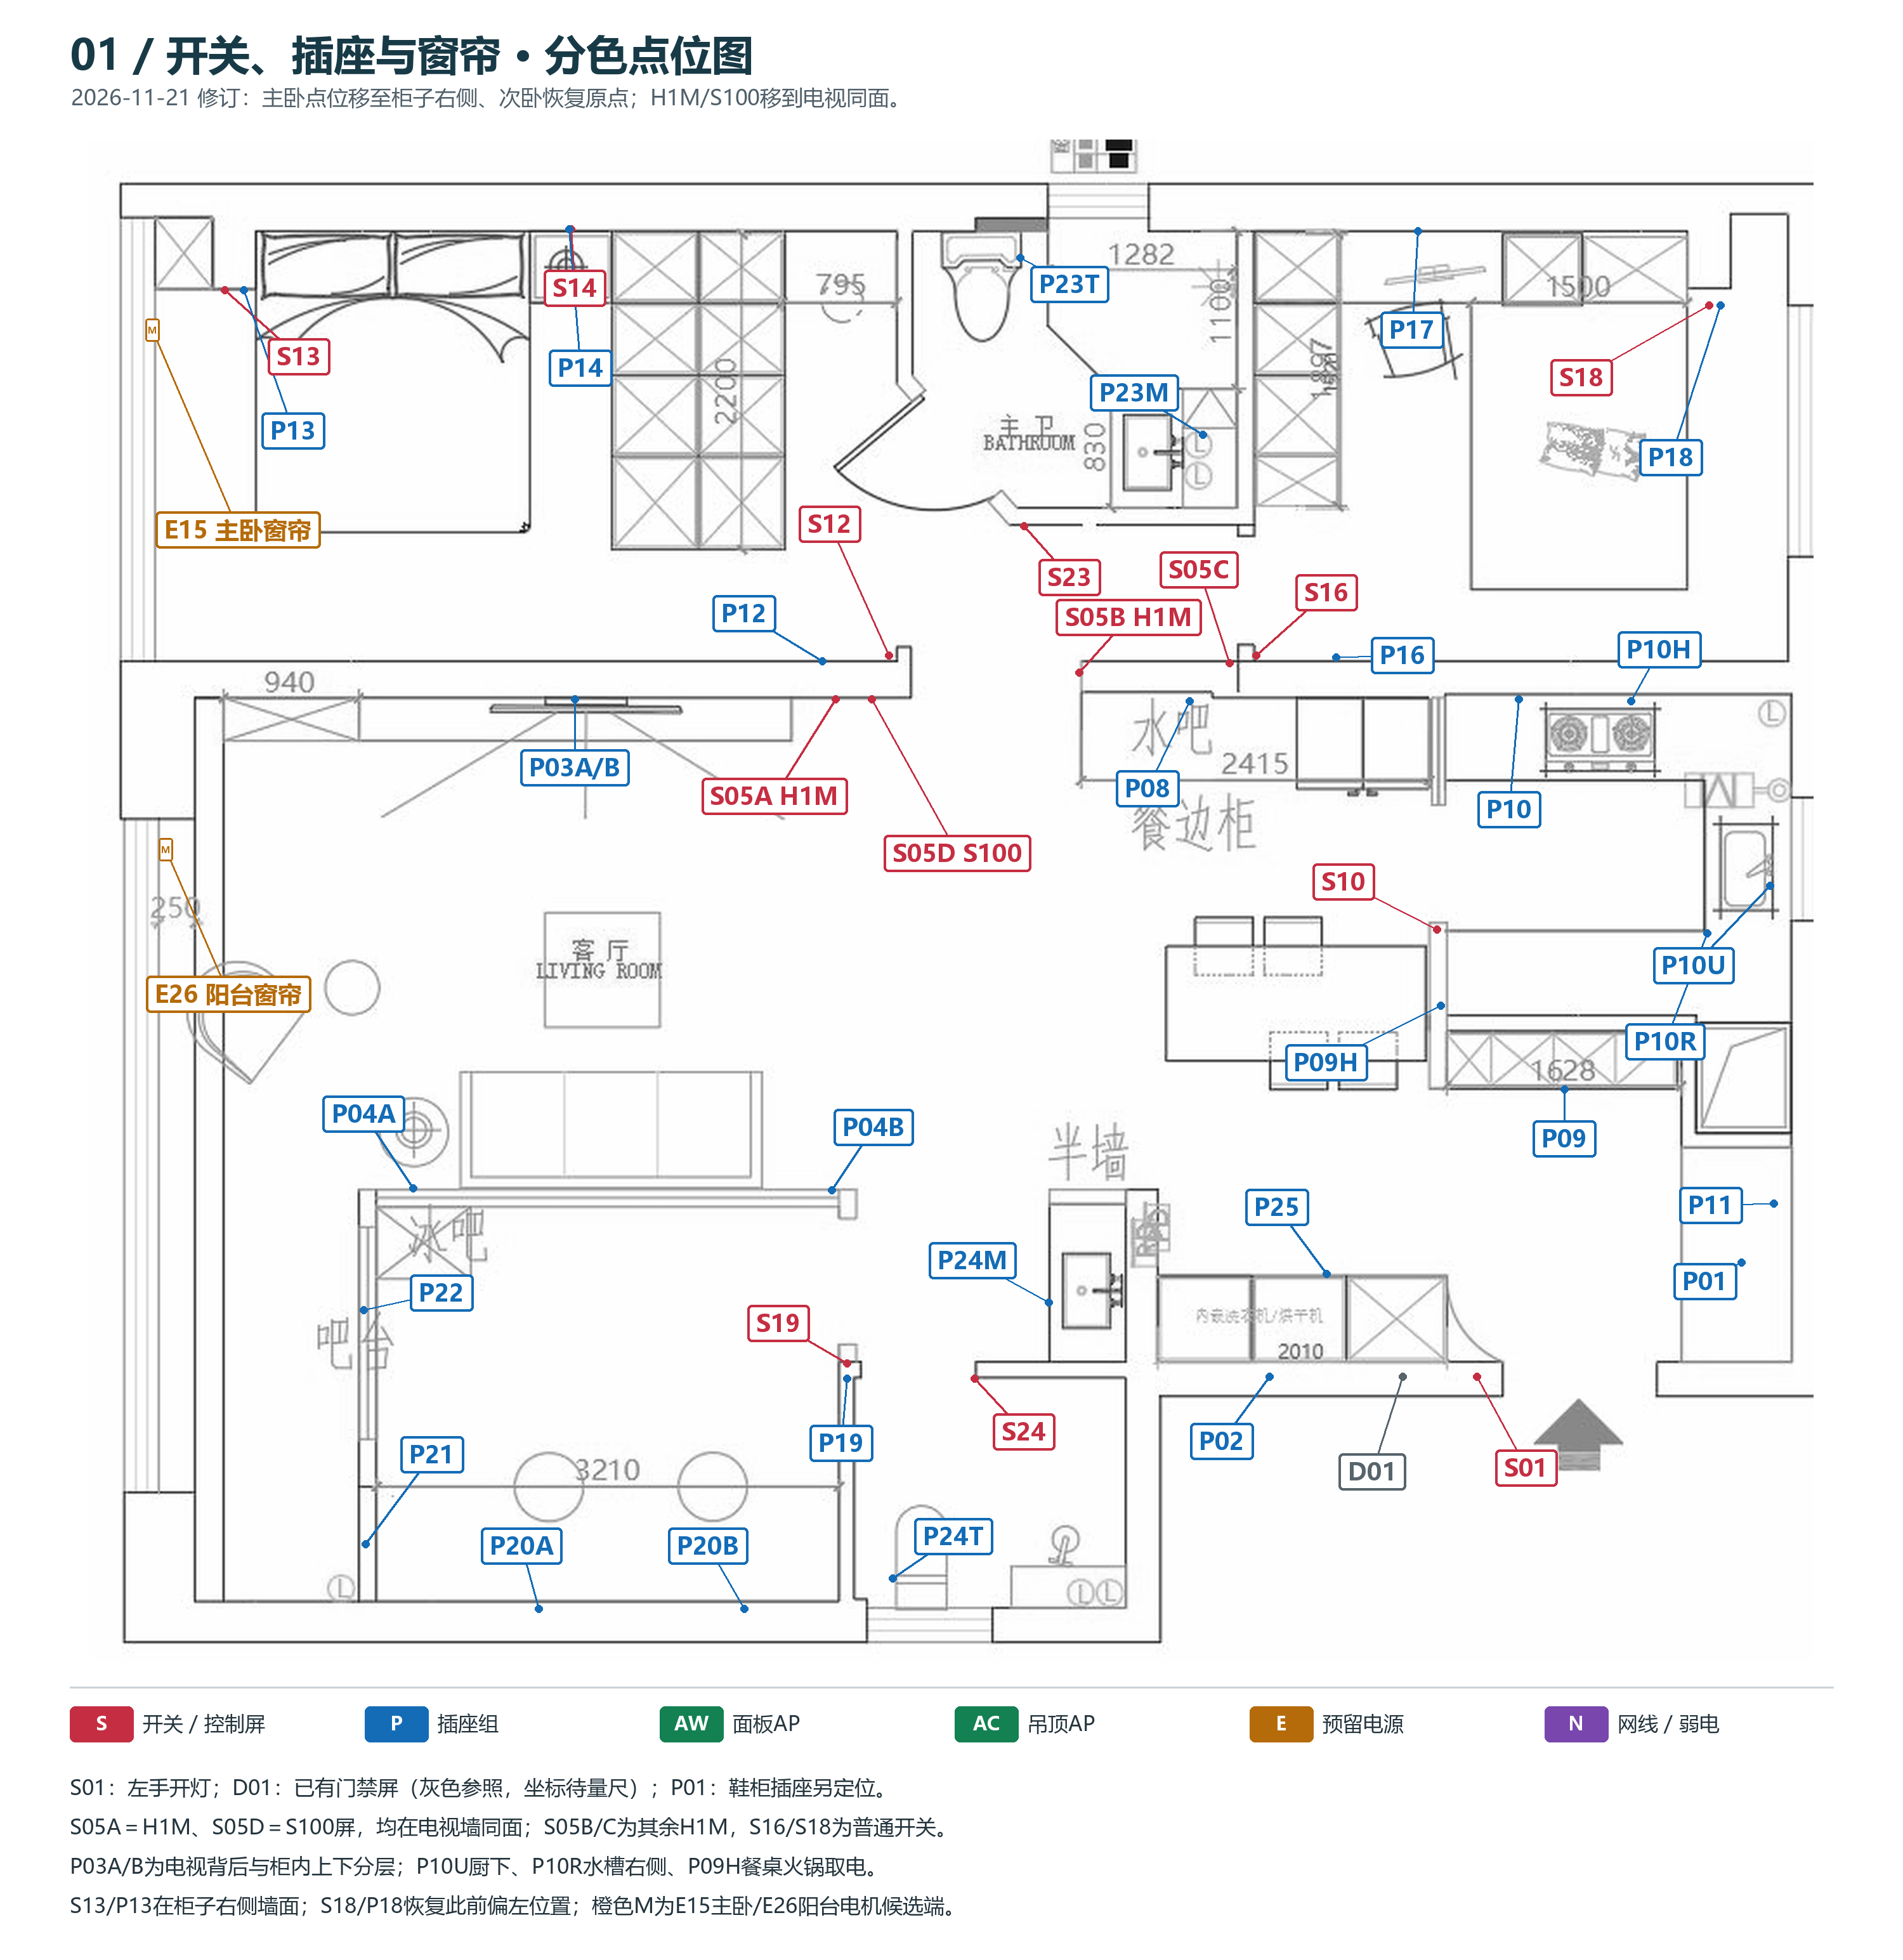 01 / 开关、插座与窗帘 · 分色点位图
2026-11-21 修订：主卧点位移至柜子右侧、次卧恢复原点；H1M/S100移到电视同面。
1282
795
1100
1500
2200
830
主 卫
BATHROOM
S14
P14
S13
P13
E15 主卧窗帘
M
P23T
P23M
P17
S18
P18
1897
S12
P12
S23
S05C
S05B H1M
S16
P16
P10H
940
P03A/B
S05A H1M
S05D S100
水吧
2415
P08
餐边柜
P10
S10
M
250
E26 阳台窗帘
客 厅
LIVING ROOM
P10U
P10R
P09H
1628
P09
P04A
P04B
半墙
冰吧
P22
吧台
P24M
P25
P11
P01
内嵌洗衣机/烘干机
2010
S19
P19
S24
P02
D01
S01
P21
3210
P20A
P20B
P24T
L
L
L
L
L
L
S 开关 / 控制屏
P 插座组
AW 面板AP
AC 吊顶AP
E 预留电源
N 网线 / 弱电
S01：左手开灯；D01：已有门禁屏（灰色参照，坐标待量尺）；P01：鞋柜插座另定位。
S05A＝H1M、S05D＝S100屏，均在电视墙同面；S05B/C为其余H1M，S16/S18为普通开关。
P03A/B为电视背后与柜内上下分层；P10U厨下、P10R水槽右侧、P09H餐桌火锅取电。
S13/P13在柜子右侧墙面；S18/P18恢复此前偏左位置；橙色M为E15主卧/E26阳台电机候选端。